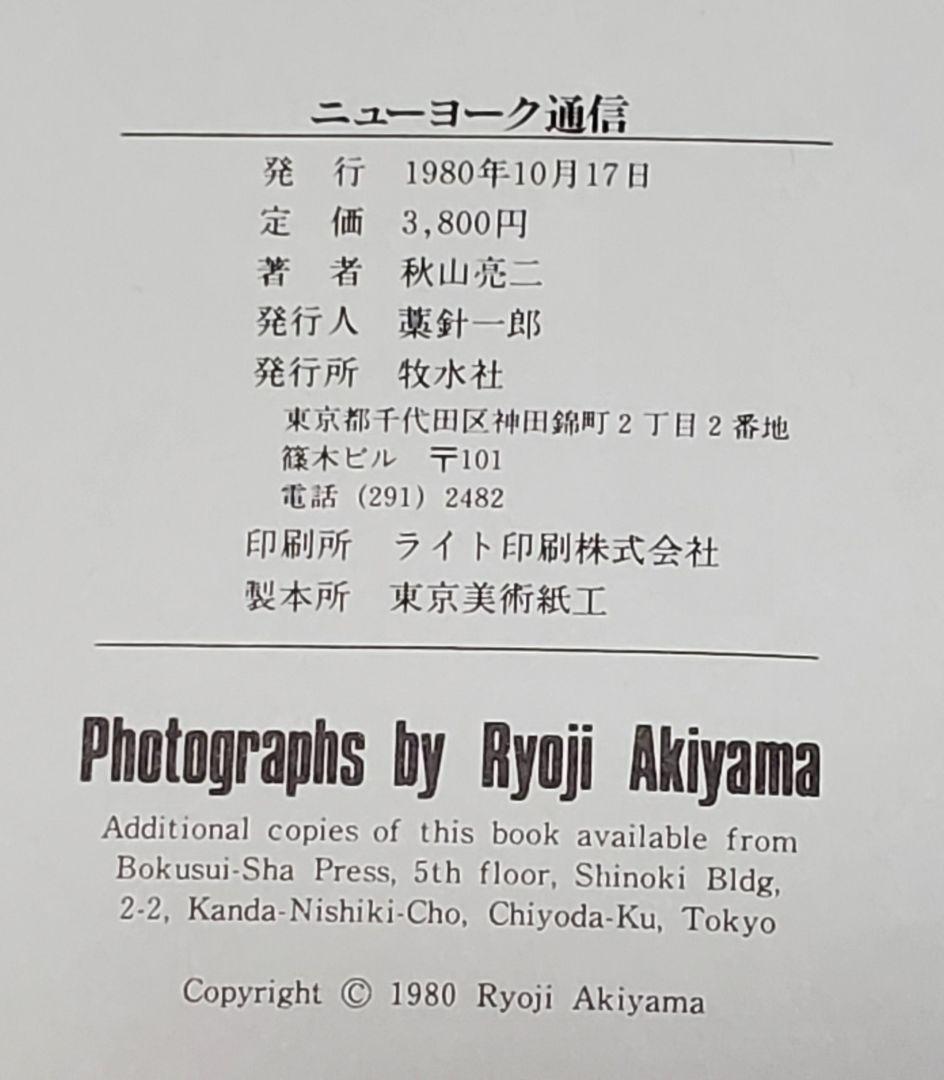 ニューヨーク通信
発　行　1980年10月17日
定　価　3,800円
著　者　秋山亮二
発行人　藁針一郎
発行所　牧水社
東京都千代田区神田錦町2丁目2番地
篠木ビル　〒101
電話 (291) 2482
印刷所　ライト印刷株式会社
製本所　東京美術紙工
Photographs by Ryoji Akiyama
Additional copies of this book available from
Bokusui-Sha Press, 5th floor, Shinoki Bldg,
2-2, Kanda-Nishiki-Cho, Chiyoda-Ku, Tokyo
Copyright © 1980 Ryoji Akiyama